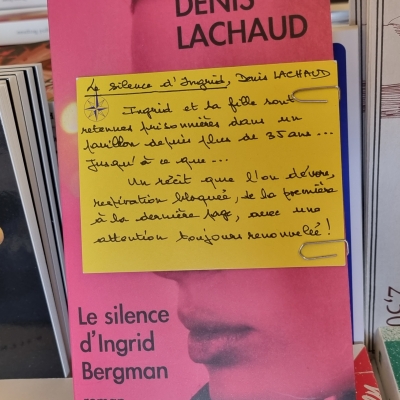 DENIS
LACHAUD
Le silence d'Ingrid, Denis LACHAUD
Ingrid et sa fille sont
retenues prisonnières dans un
pavillon depuis plus de 35 ans...
Jusqu'à ce que...
Un récit que l'on dévore,
respiration bloquée, de la première
à la dernière page, avec une
attention toujours renouvelée !
Le silence
d'Ingrid
Bergman
roman